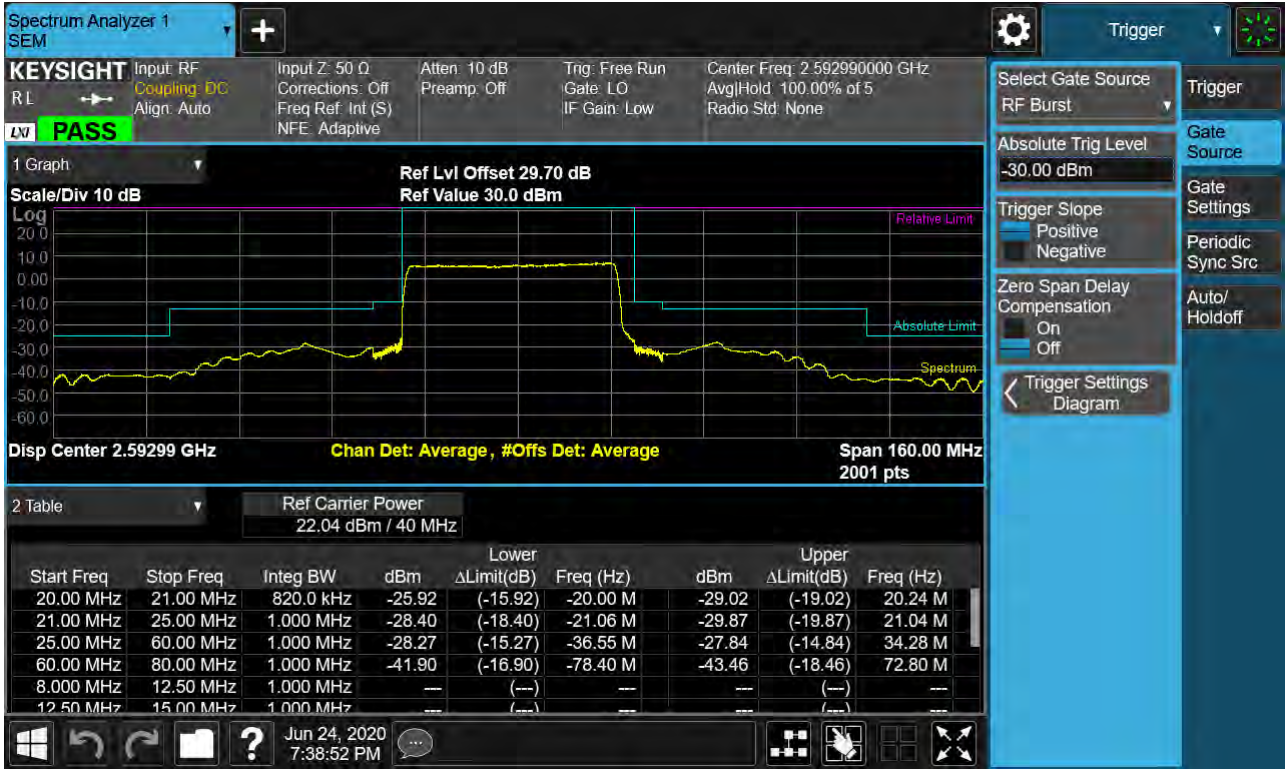 Spectrum Analyzer 1
SEM
Trigger
KEYSIGHT
R L
LXI PASS
Input: RF
Coupling: DC
Align: Auto
Input Z: 50 Ω
Corrections: Off
Freq Ref: Int (S)
NFE: Adaptive
Atten: 10 dB
Preamp: Off
Trig: Free Run
Gate: LO
IF Gain: Low
Center Freq: 2.592990000 GHz
Avg|Hold: 100.00% of 5
Radio Std: None
1 Graph
Scale/Div 10 dB
Ref Lvl Offset 29.70 dB
Ref Value 30.0 dBm
Log
20.0
10.0
0.00
-10.0
-20.0
-30.0
-40.0
-50.0
-60.0
Relative Limit
Absolute Limit
Spectrum
Disp Center 2.59299 GHz
Chan Det: Average, #Offs Det: Average
Span 160.00 MHz
2001 pts
2 Table
Ref Carrier Power
22.04 dBm / 40 MHz
Lower Upper
Start Freq Stop Freq Integ BW dBm ΔLimit(dB) Freq (Hz) dBm ΔLimit(dB) Freq (Hz)
20.00 MHz 21.00 MHz 820.0 kHz -25.92 (-15.92) -20.00 M -29.02 (-19.02) 20.24 M
21.00 MHz 25.00 MHz 1.000 MHz -28.40 (-18.40) -21.06 M -29.87 (-19.87) 21.04 M
25.00 MHz 60.00 MHz 1.000 MHz -28.27 (-15.27) -36.55 M -27.84 (-14.84) 34.28 M
60.00 MHz 80.00 MHz 1.000 MHz -41.90 (-16.90) -78.40 M -43.46 (-18.46) 72.80 M
8.000 MHz 12.50 MHz 1.000 MHz --- (---) --- --- (---) ---
12.50 MHz 15.00 MHz 1.000 MHz --- (---) --- --- (---) ---
Select Gate Source
RF Burst
Absolute Trig Level
-30.00 dBm
Trigger Slope
Positive
Negative
Zero Span Delay
Compensation
On
Off
Trigger Settings
Diagram
Trigger
Gate
Source
Gate
Settings
Periodic
Sync Src
Auto/
Holdoff
?
Jun 24, 2020
7:38:52 PM